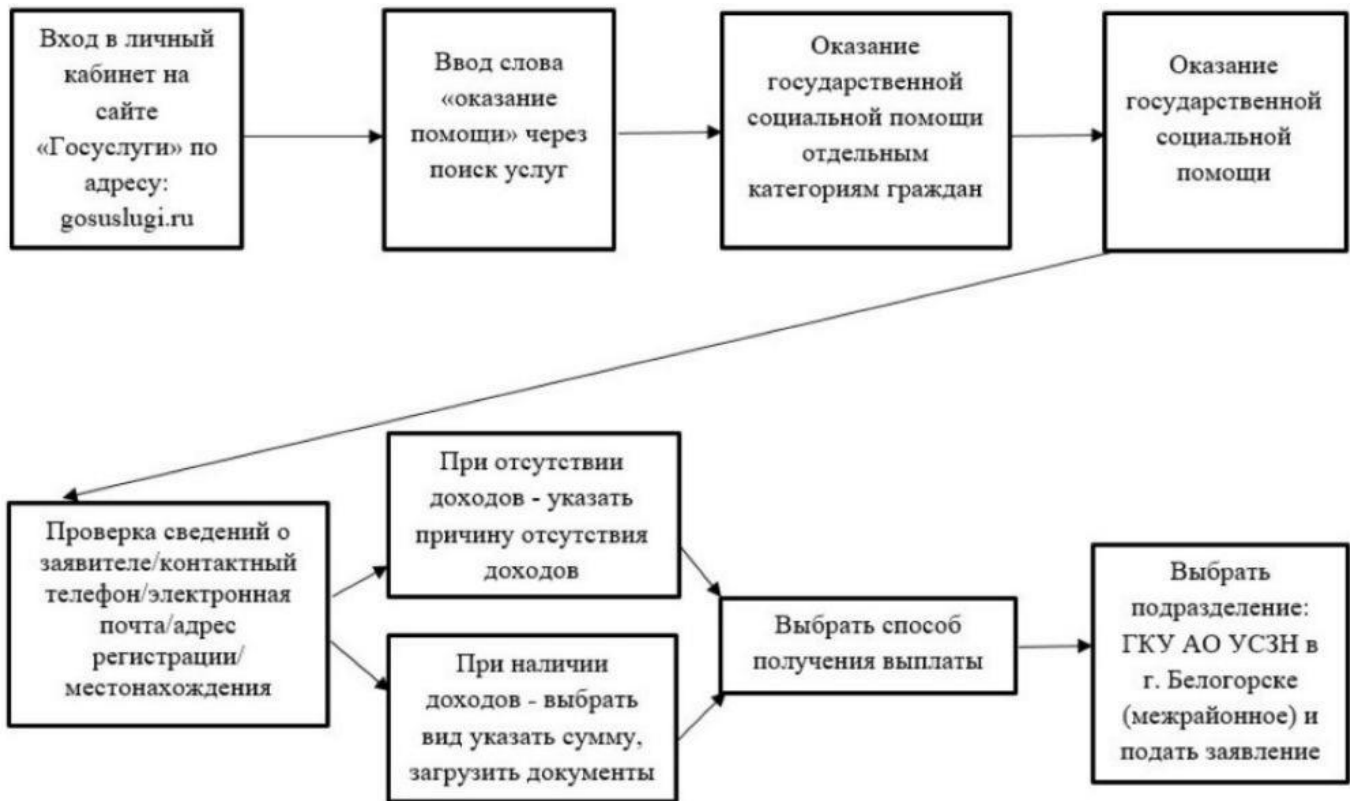 Вход в личный
кабинет на
сайте
«Госуслуги» по
адресу:
gosuslugi.ru
Ввод слова
«оказание
помощи» через
поиск услуг
Оказание
государственной
социальной помощи
отдельным
категориям граждан
Оказание
государственной
социальной
помощи
Проверка сведений о
заявителе/контактный
телефон/электронная
почта/адрес
регистрации/
местонахождения
При отсутствии
доходов - указать
причину отсутствия
доходов
При наличии
доходов - выбрать
вид указать сумму,
загрузить документы
Выбрать способ
получения выплаты
Выбрать
подразделение:
ГКУ АО УСЗН в
г. Белогорске
(межрайонное) и
подать заявление